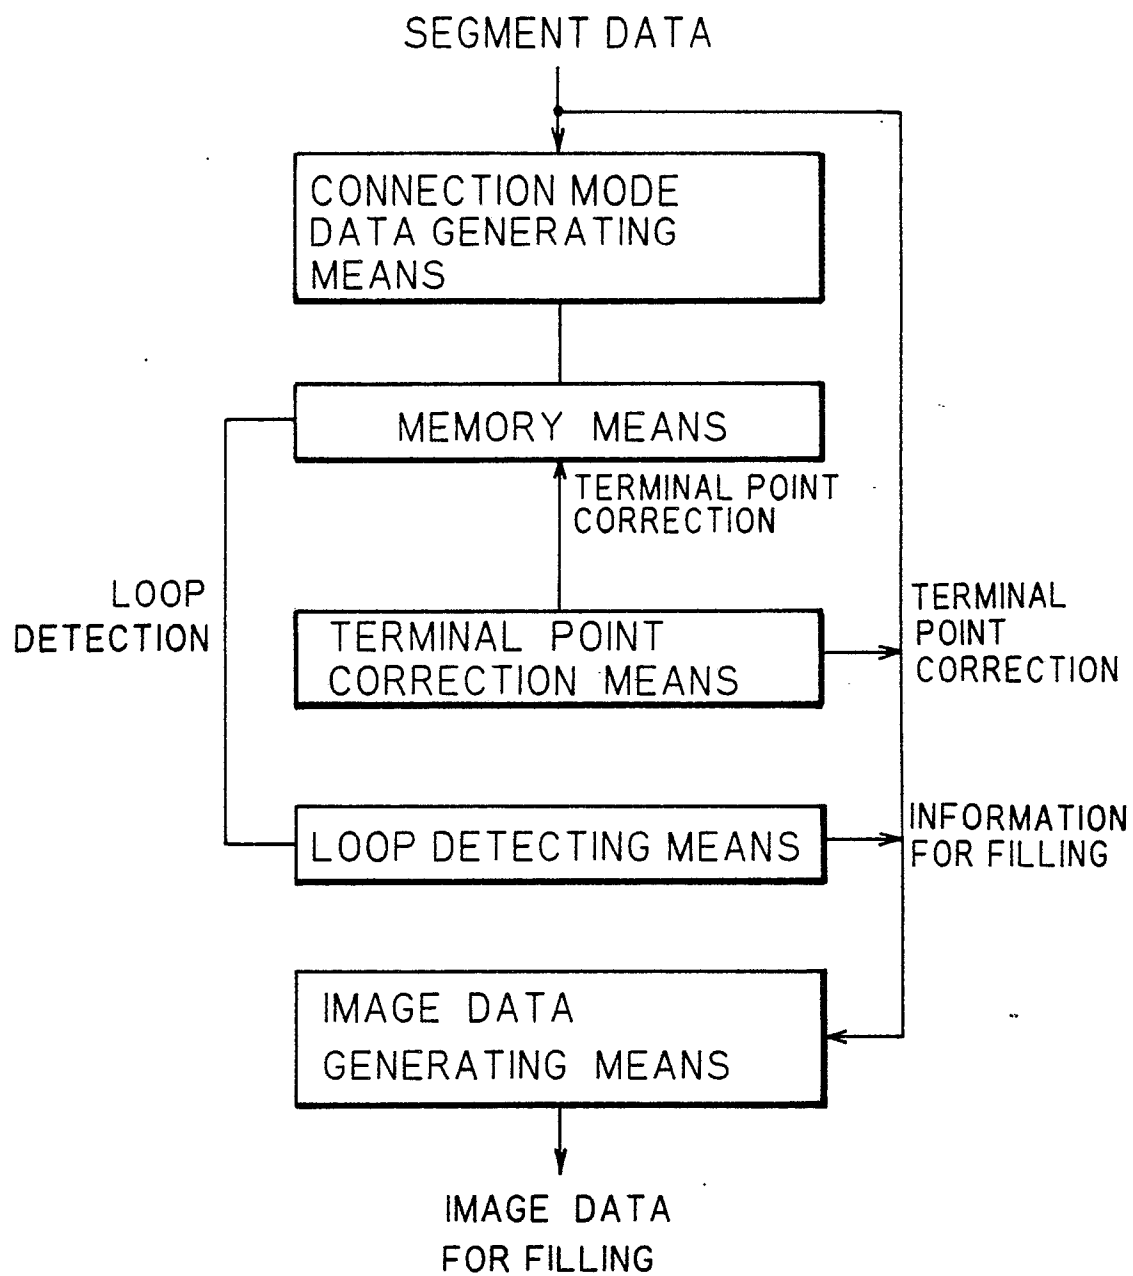 SEGMENT DATA
CONNECTION MODE
DATA GENERATING
MEANS
MEMORY MEANS
TERMINAL POINT
CORRECTION
LOOP
DETECTION
TERMINAL POINT
CORRECTION MEANS
TERMINAL
POINT
CORRECTION
LOOP DETECTING MEANS
INFORMATION
FOR FILLING
IMAGE DATA
GENERATING MEANS
IMAGE DATA
FOR FILLING